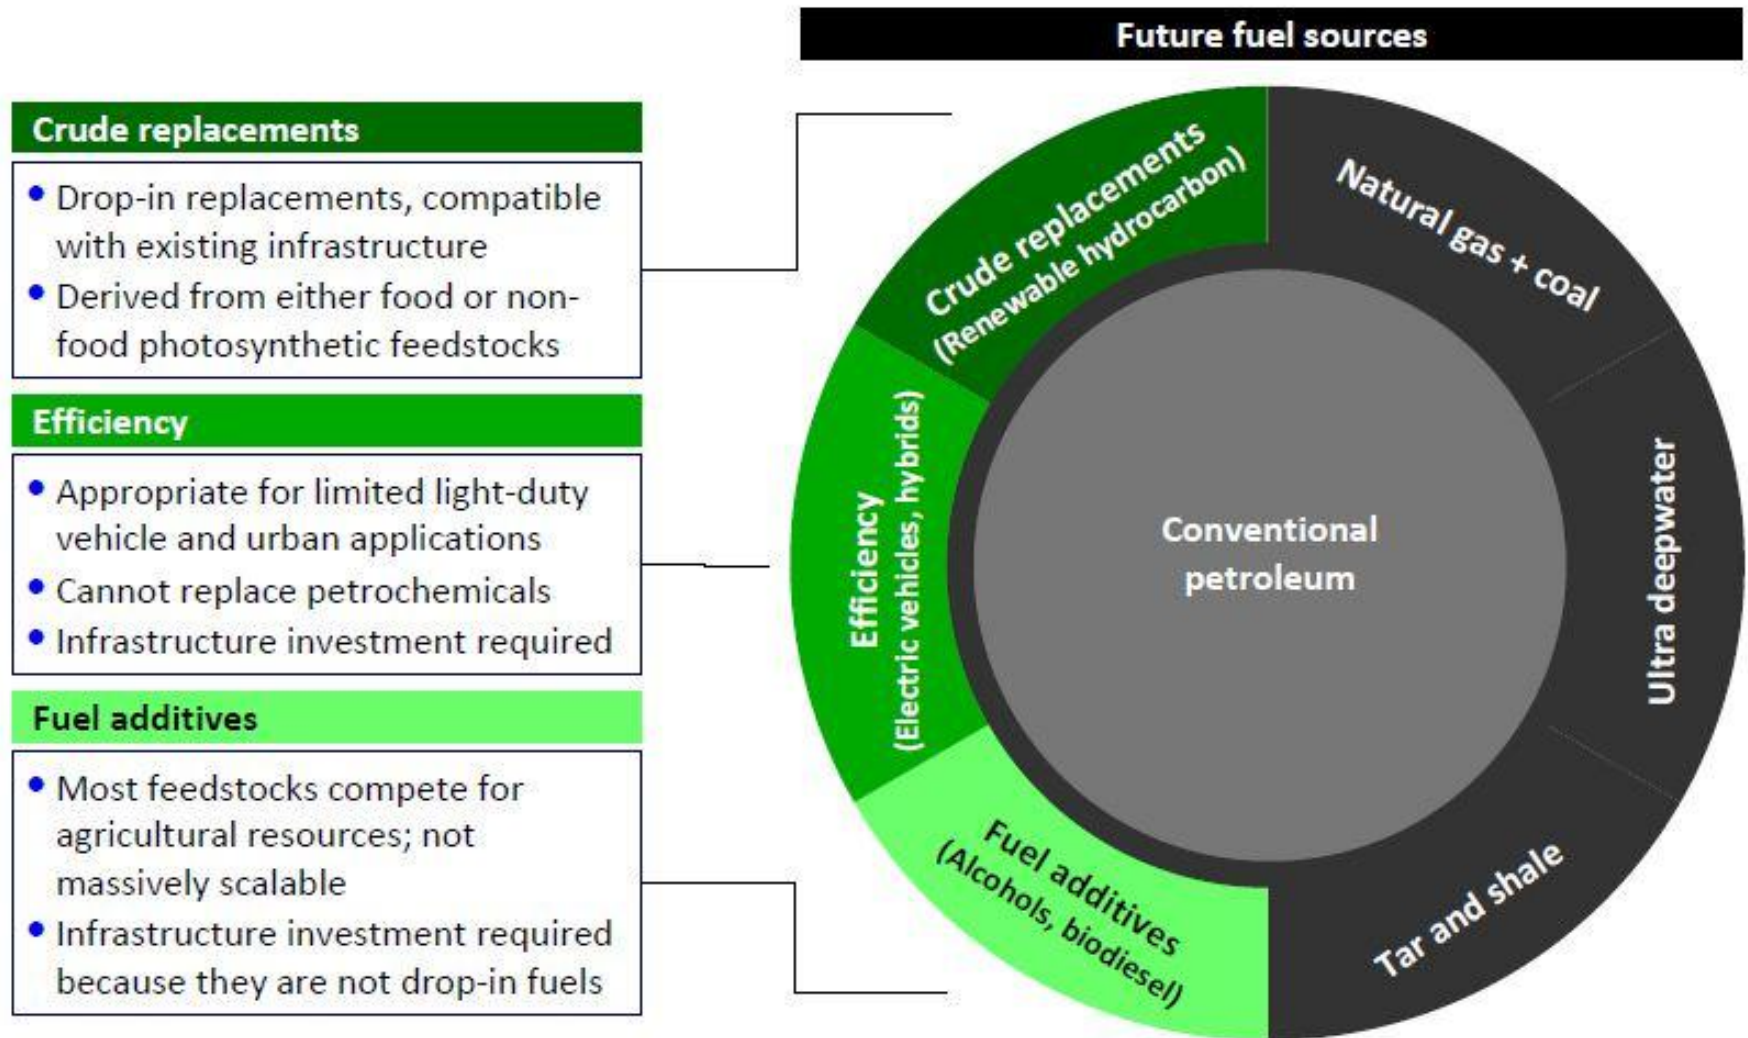 Future fuel sources
Crude replacements
• Drop-in replacements, compatible
with existing infrastructure
• Derived from either food or non-
food photosynthetic feedstocks
Efficiency
• Appropriate for limited light-duty
vehicle and urban applications
• Cannot replace petrochemicals
• Infrastructure investment required
Fuel additives
• Most feedstocks compete for
agricultural resources; not
massively scalable
• Infrastructure investment required
because they are not drop-in fuels
Crude replacements
(Renewable hydrocarbon)
Natural gas + coal
Efficiency
(Electric vehicles, hybrids)
Conventional
petroleum
Ultra deepwater
Fuel additives
(Alcohols, biodiesel)
Tar and shale